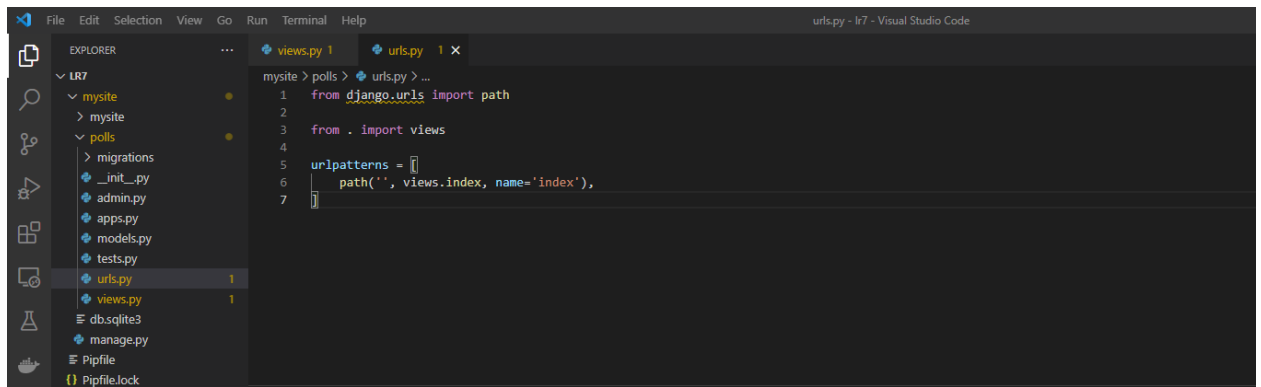 File Edit Selection View Go Run Terminal Help
urls.py - lr7 - Visual Studio Code
EXPLORER ...
LR7
mysite
mysite
polls
migrations
__init__.py
admin.py
apps.py
models.py
tests.py
urls.py 1
views.py 1
db.sqlite3
manage.py
Pipfile
{} Pipfile.lock
views.py 1
urls.py 1
mysite > polls > urls.py > ...
1 from django.urls import path
2
3 from . import views
4
5 urlpatterns = [
6 path('', views.index, name='index'),
7 ]